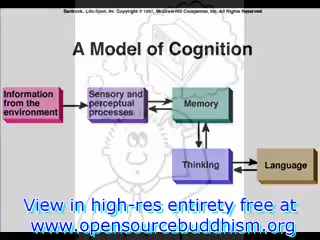 Santrock, Life-Span, 6/e. Copyright © 1997, McGraw-Hill Companies, Inc. All Rights Reserved.
A Model of Cognition
Information
from the
environment
Sensory and
perceptual
processes
Memory
Thinking
Language
View in high-res entirety free at
www.opensourcebuddhism.org